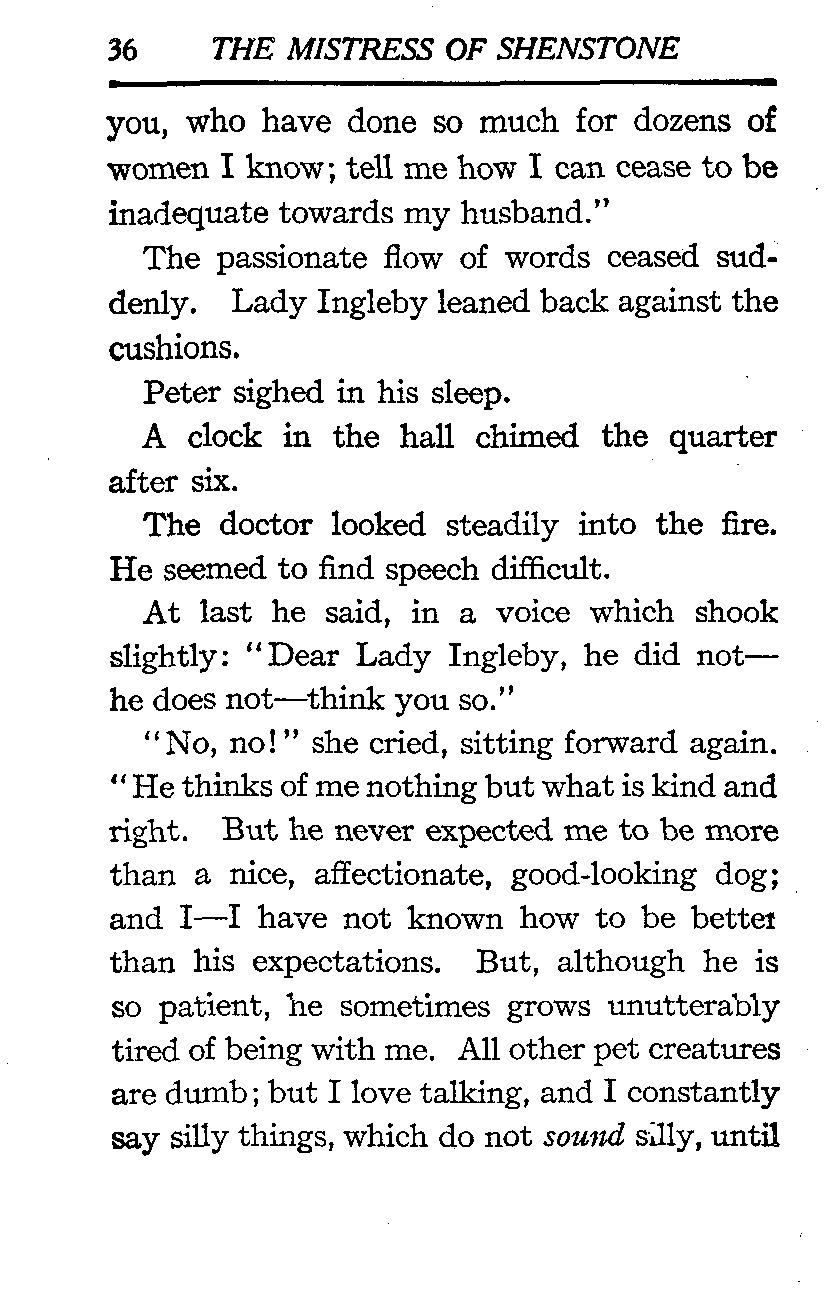 36 THE MISTRESS OF SHENSTONE
you, who have done so much for dozens of
women I know; tell me how I can cease to be
inadequate towards my husband."
The passionate flow of words ceased sud-
denly. Lady Ingleby leaned back against the
cushions.
Peter sighed in his sleep.
A clock in the hall chimed the quarter
after six.
The doctor looked steadily into the fire.
He seemed to find speech difficult.
At last he said, in a voice which shook
slightly: "Dear Lady Ingleby, he did not—
he does not—think you so."
"No, no!" she cried, sitting forward again.
"He thinks of me nothing but what is kind and
right. But he never expected me to be more
than a nice, affectionate, good-looking dog;
and I—I have not known how to be better
than his expectations. But, although he is
so patient, he sometimes grows unutterably
tired of being with me. All other pet creatures
are dumb; but I love talking, and I constantly
say silly things, which do not sound silly, until